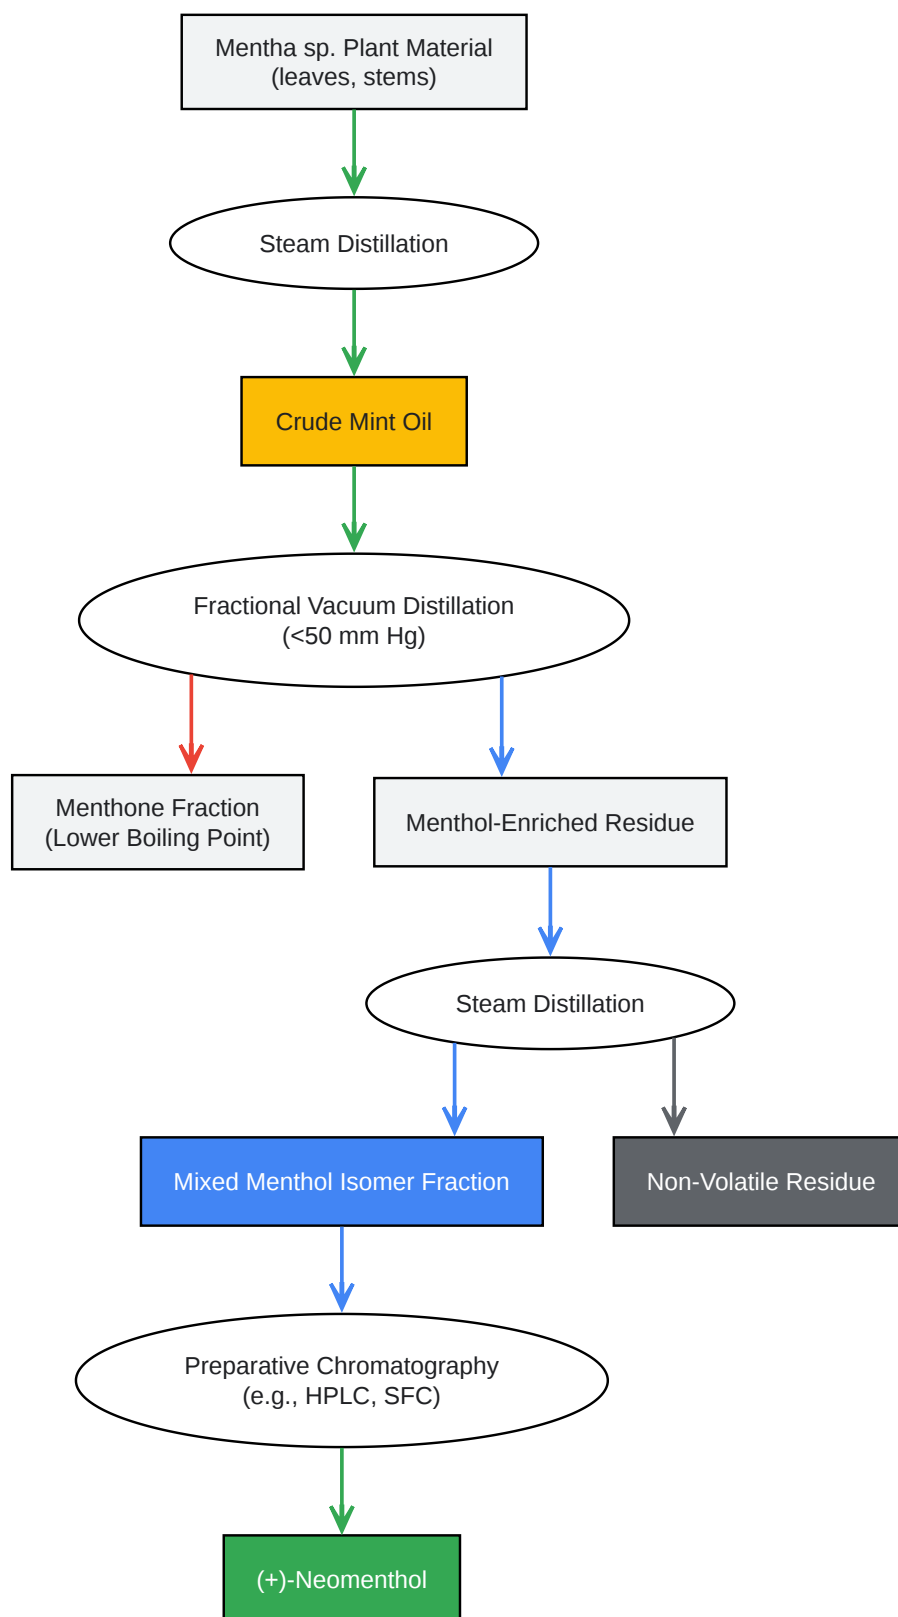 Mentha sp. Plant Material
(leaves, stems)
Steam Distillation
Crude Mint Oil
Fractional Vacuum Distillation
(<50 mm Hg)
Menthone Fraction
(Lower Boiling Point)
Menthol-Enriched Residue
Steam Distillation
Mixed Menthol Isomer Fraction
Non-Volatile Residue
Preparative Chromatography
(e.g., HPLC, SFC)
(+)-Neomenthol